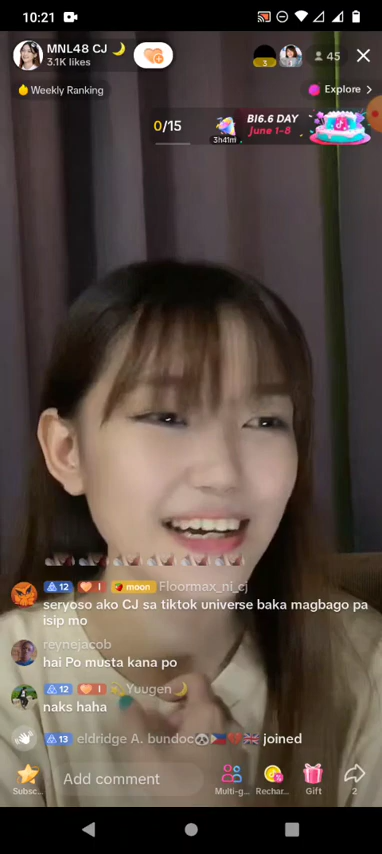 10:21
MNL48 CJ 🌙
3.1K likes
3
45
Weekly Ranking
Explore >
0/15
BI6.6 DAY
June 1-8
3h41m
12 I moon Floormax_ni_cj
seryoso ako CJ sa tiktok universe baka magbago pa
isip mo
reynejacob
hai Po musta kana po
12 I 💫Yuugen🌙
naks haha
13 eldridge A. bundoc🐼🇵🇭💔🇬🇧 joined
Add comment
Subsc... Multi-g... Rechar... Gift 2